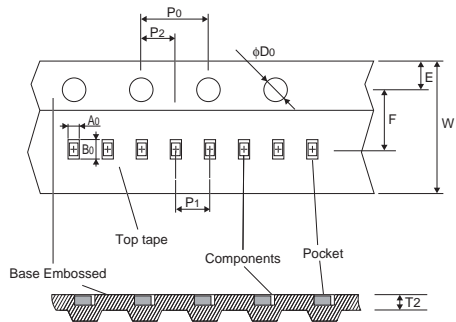 P0
P2
φD0
E
F
W
A0
B0
P1
Top tape
Components
Pocket
Base Embossed
T2